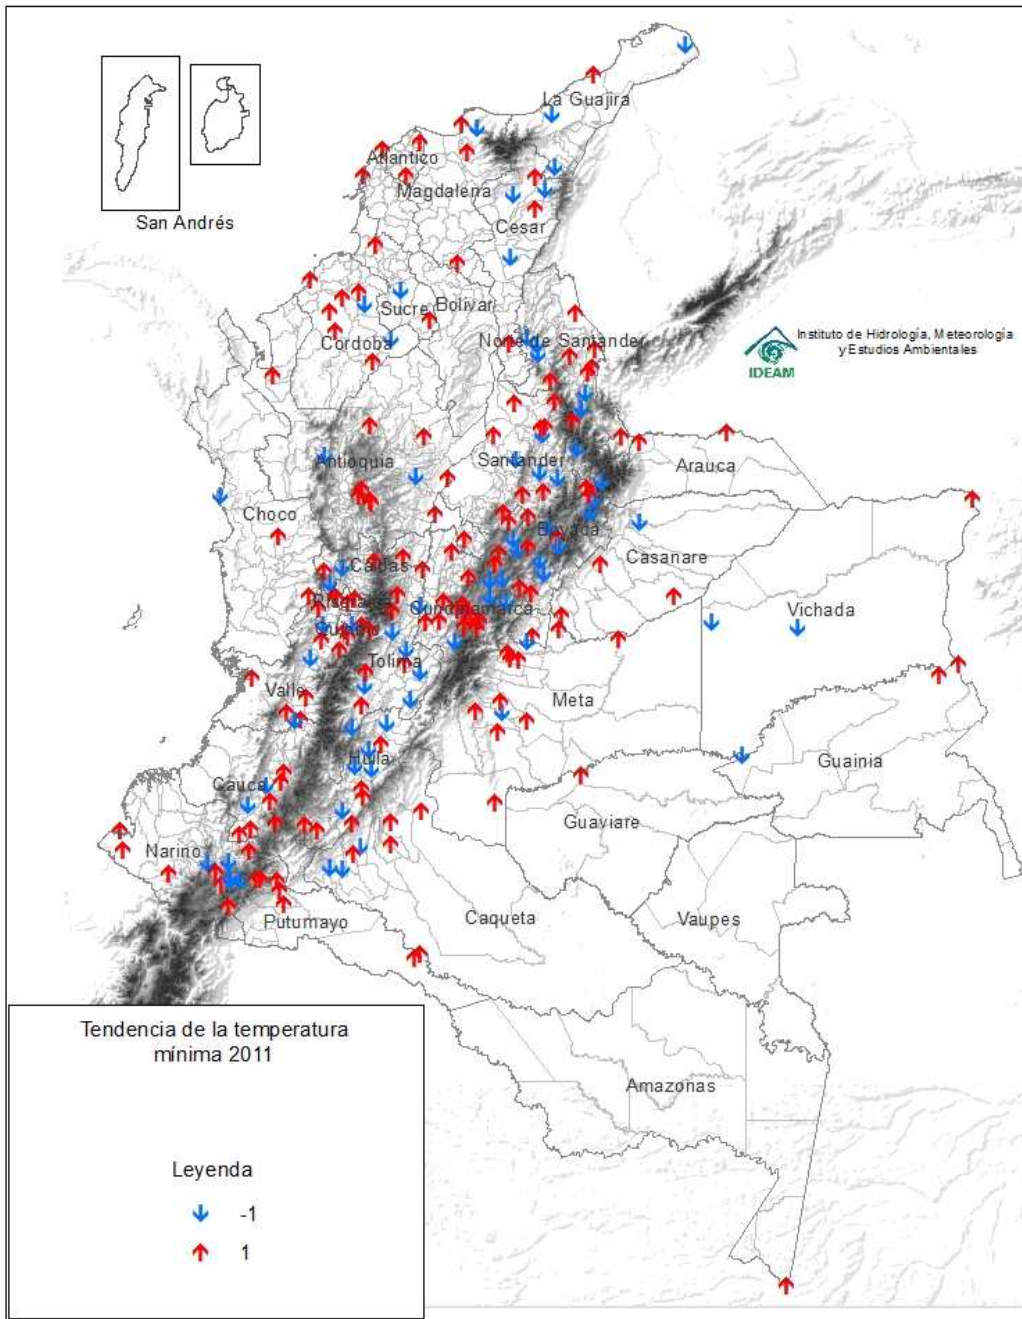 La Guajira
Atlantico
Magdalena
San Andrés
Cesar
Sucre
Bolivar
Cordoba
Norte de Santander
Instituto de Hidrología, Meteorología
y Estudios Ambientales
IDEAM
Antioquia
Santander
Arauca
Choco
Boyaca
Casanare
Caldas
Risaralda
Cundinamarca
Vichada
Quindio
Tolima
Valle
Meta
Huila
Guainia
Cauca
Guaviare
Narino
Putumayo
Caqueta
Vaupes
Tendencia de la temperatura
mínima 2011
Amazonas
Leyenda
-1
1